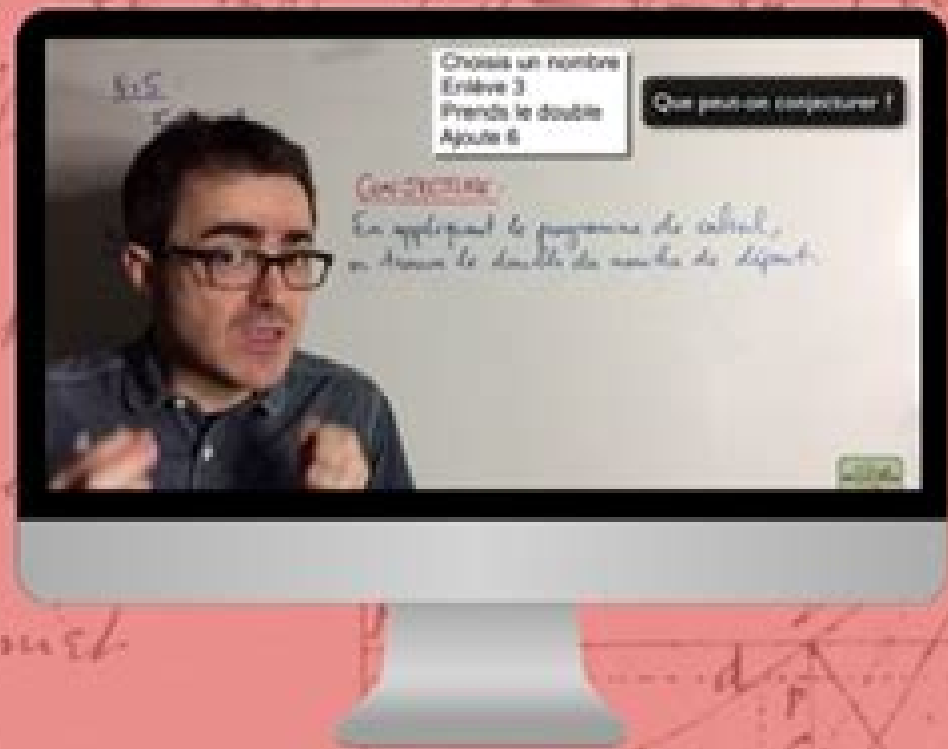 Choisis un nombre
Enlève 3
Prends le double
Ajoute 6
Que peut-on conjecturer ?
CONJECTURE
En appliquant le programme de calcul,
on trouve le double du nombre de départ.
d